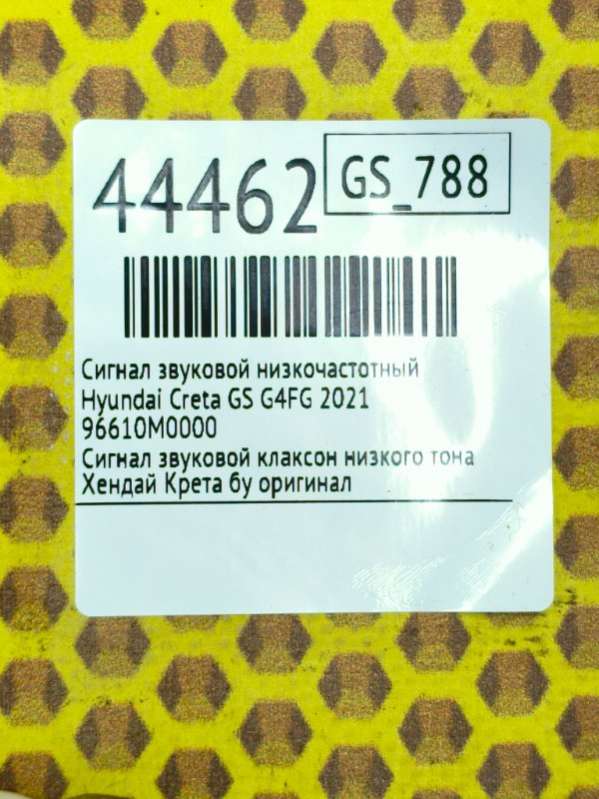 44462
GS_788
Сигнал звуковой низкочастотный
Hyundai Creta GS G4FG 2021
96610M0000
Сигнал звуковой клаксон низкого тона
Хендай Крета бу оригинал